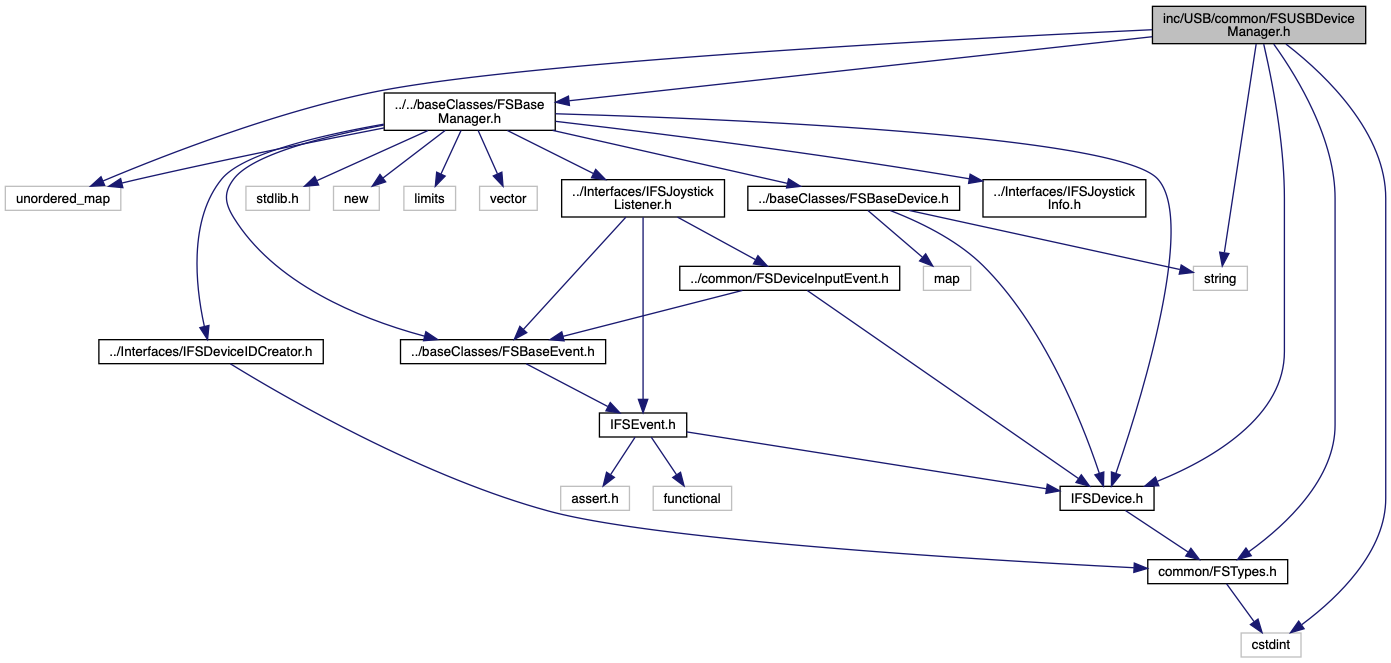 inc/USB/common/FSUSBDevice
Manager.h
../../baseClasses/FSBase
Manager.h
unordered_map
stdlib.h
new
limits
vector
../Interfaces/IFSJoystick
Listener.h
../baseClasses/FSBaseDevice.h
../Interfaces/IFSJoystick
Info.h
../common/FSDeviceInputEvent.h
map
string
../Interfaces/IFSDeviceIDCreator.h
../baseClasses/FSBaseEvent.h
IFSEvent.h
assert.h
functional
IFSDevice.h
common/FSTypes.h
cstdint